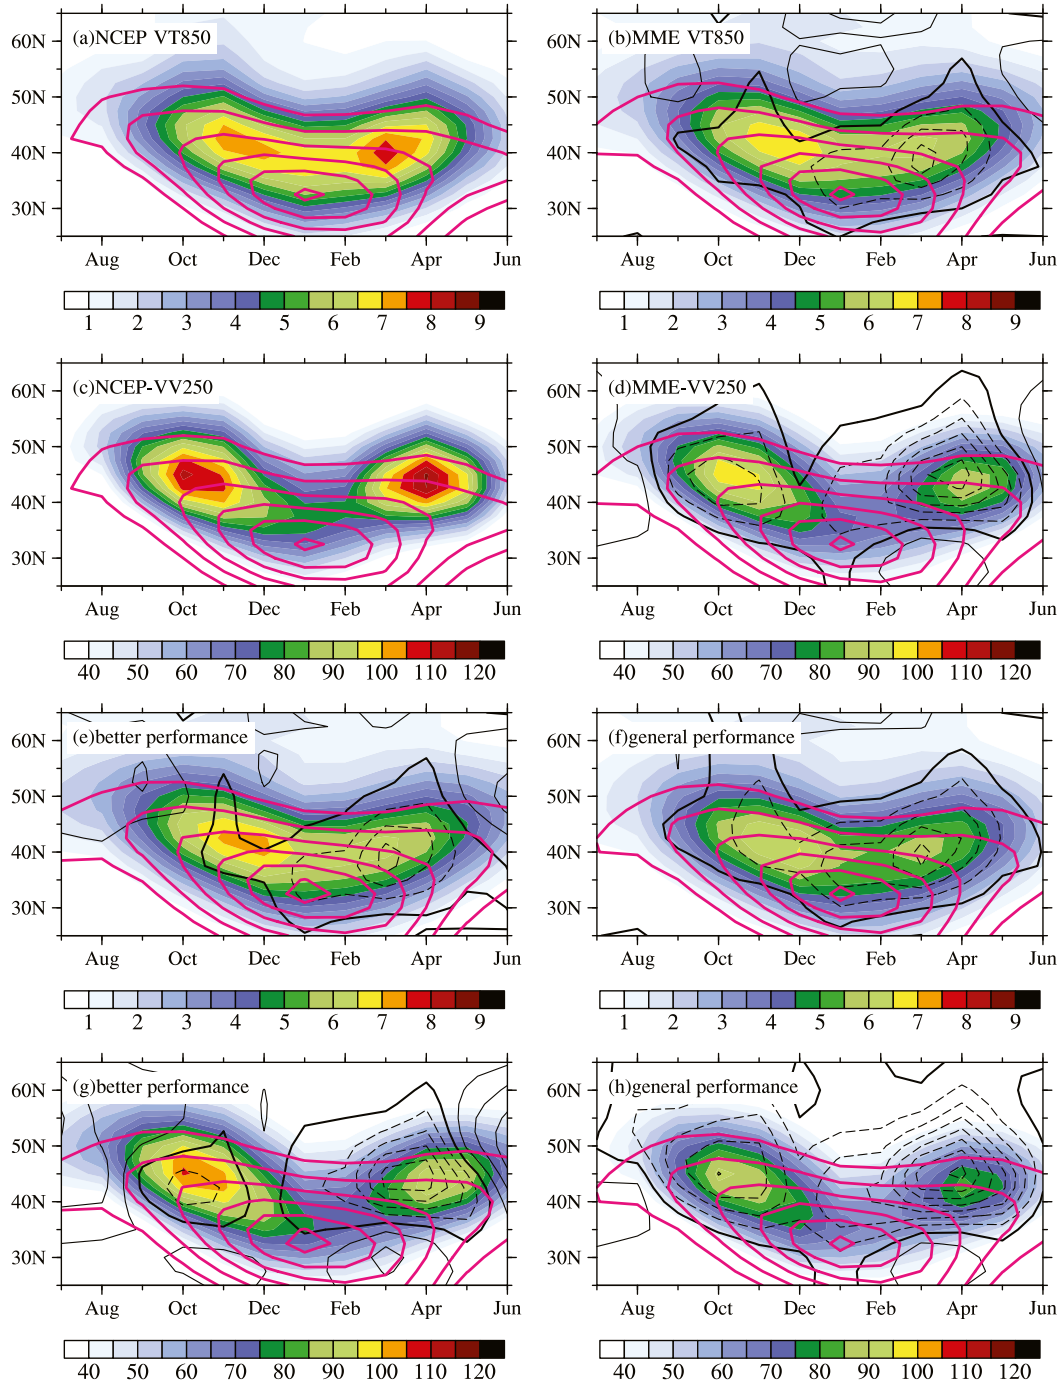 (a)NCEP VT850
60N
50N
40N
30N
Aug Oct Dec Feb Apr Jun
1 2 3 4 5 6 7 8 9
(b)MME VT850
60N
50N
40N
30N
Aug Oct Dec Feb Apr Jun
1 2 3 4 5 6 7 8 9
(c)NCEP-VV250
60N
50N
40N
30N
Aug Oct Dec Feb Apr Jun
40 50 60 70 80 90 100 110 120
(d)MME-VV250
60N
50N
40N
30N
Aug Oct Dec Feb Apr Jun
40 50 60 70 80 90 100 110 120
(e)better performance
60N
50N
40N
30N
Aug Oct Dec Feb Apr Jun
1 2 3 4 5 6 7 8 9
(f)general performance
60N
50N
40N
30N
Aug Oct Dec Feb Apr Jun
1 2 3 4 5 6 7 8 9
(g)better performance
60N
50N
40N
30N
Aug Oct Dec Feb Apr Jun
40 50 60 70 80 90 100 110 120
(h)general performance
60N
50N
40N
30N
Aug Oct Dec Feb Apr Jun
40 50 60 70 80 90 100 110 120